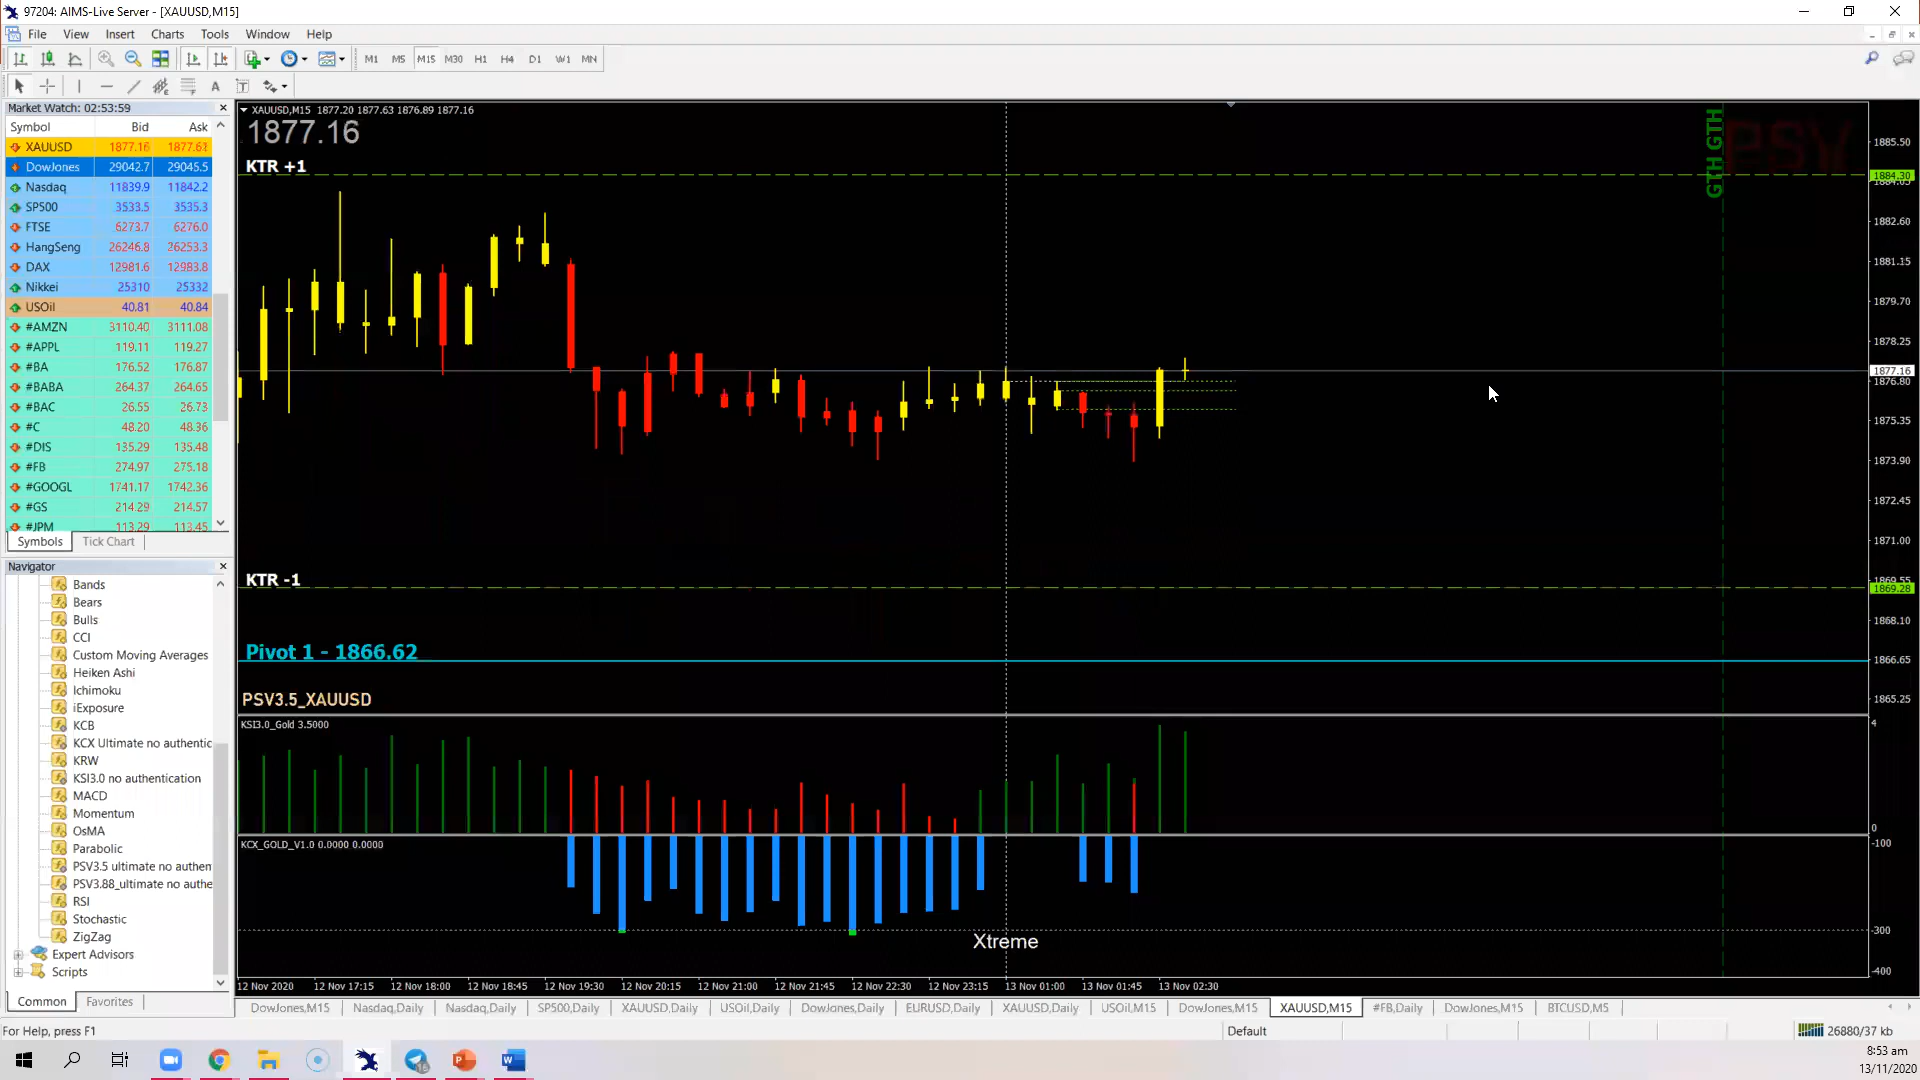 97204: AIMS-Live Server - [XAUUSD,M15]
File View Insert Charts Tools Window Help
M1 M5 M15 M30 H1 H4 D1 W1 MN
Market Watch: 02:53:59
Symbol Bid Ask
XAUUSD 1877.16 1877.61
DowJones 29042.7 29045.5
Nasdaq 11839.9 11842.2
SP500 3533.5 3535.3
FTSE 6273.7 6276.0
HangSeng 26246.8 26253.3
DAX 12981.6 12983.8
Nikkei 25310 25332
USOil 40.81 40.84
#AMZN 3110.40 3111.08
#APPL 119.11 119.27
#BA 176.52 176.87
#BABA 264.37 264.65
#BAC 26.55 26.73
#C 48.20 48.36
#DIS 135.29 135.48
#FB 274.97 275.18
#GOOGL 1741.17 1742.36
#GS 214.29 214.57
#JPM 113.29 113.45
Symbols Tick Chart
Navigator
Bands
Bears
Bulls
CCI
Custom Moving Averages
Heiken Ashi
Ichimoku
iExposure
KCB
KCX Ultimate no authentic
KRW
KSI3.0 no authentication
MACD
Momentum
OsMA
Parabolic
PSV3.5 ultimate no authen
PSV3.88_ultimate no authe
RSI
Stochastic
ZigZag
Expert Advisors
Scripts
Common Favorites
XAUUSD,M15 1877.20 1877.63 1876.89 1877.16
1877.16
KTR +1
GTH GTH
PSV
KTR -1
Pivot 1 - 1866.62
PSV3.5_XAUUSD
1885.50
1884.30
1884.05
1882.60
1881.15
1879.70
1878.25
1877.16
1876.80
1875.35
1873.90
1872.45
1871.00
1869.55
1869.28
1868.10
1866.65
1865.25
KSI3.0_Gold 3.5000
4
0
KCX_GOLD_V1.0 0.0000 0.0000
-100
-300
-400
Xtreme
12 Nov 2020 12 Nov 17:15 12 Nov 18:00 12 Nov 18:45 12 Nov 19:30 12 Nov 20:15 12 Nov 21:00 12 Nov 21:45 12 Nov 22:30 12 Nov 23:15 13 Nov 01:00 13 Nov 01:45 13 Nov 02:30
DowJones,M15 Nasdaq,Daily Nasdaq,Daily SP500,Daily XAUUSD,Daily USOil,Daily DowJones,Daily EURUSD,Daily XAUUSD,Daily USOil,M15 DowJones,M15 XAUUSD,M15 #FB,Daily DowJones,M15 BTCUSD,M5
For Help, press F1
Default
26880/37 kb
8:53 am
13/11/2020